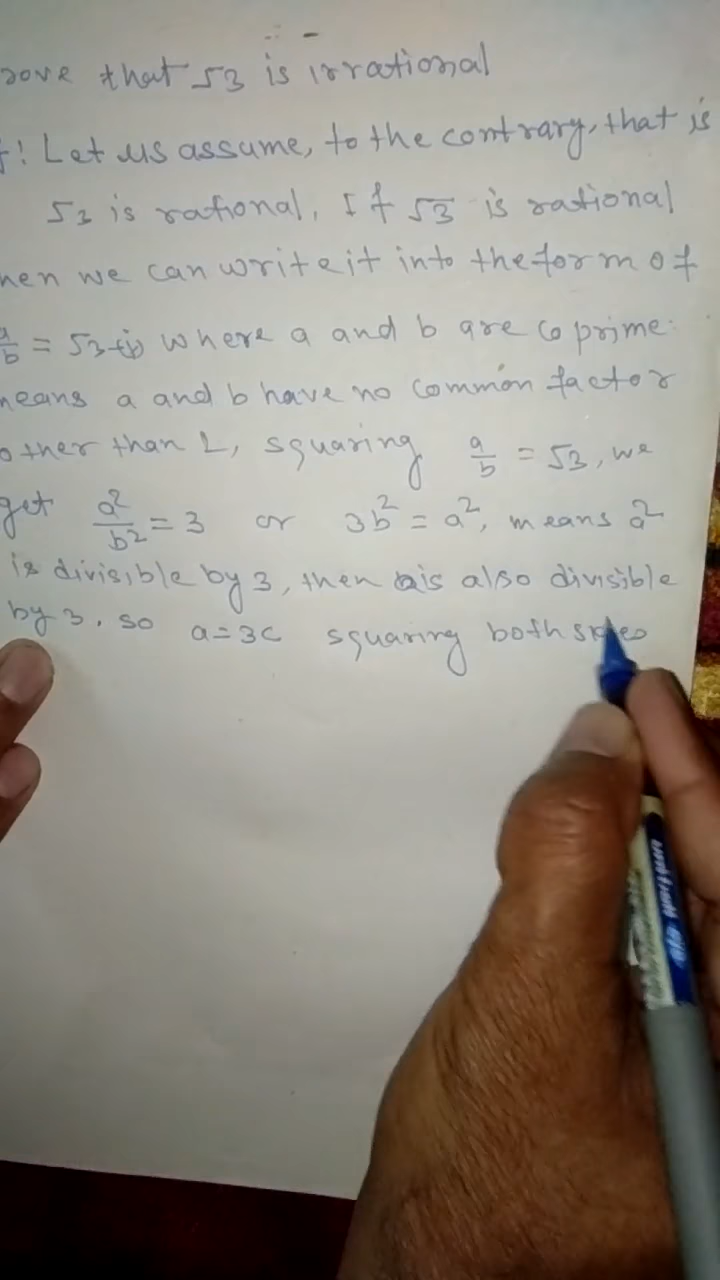 rove that √3 is irrational
f: Let us assume, to the contrary, that is
√3 is rational, If √3 is rational
hen we can write it into the form of
a/b = √3 -(i) where a and b are coprime.
neans a and b have no common factor
other than 1, squaring a/b = √3, we
get a²/b² = 3 or 3b² = a², means a²
is divisible by 3, then a is also divisible
by 3, so a = 3c squaring both sides